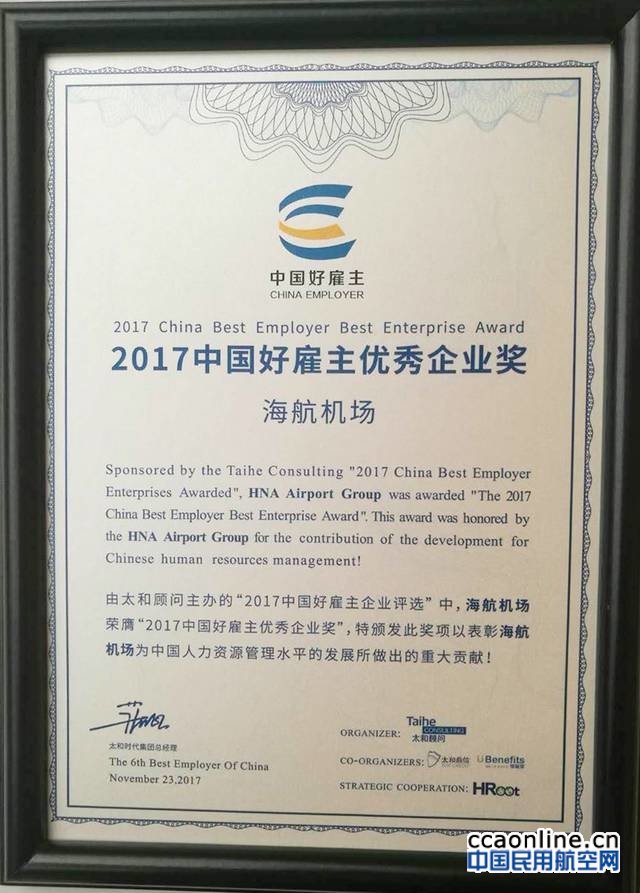 中国好雇主
CHINA EMPLOYER
2017 China Best Employer Best Enterprise Award
2017中国好雇主优秀企业奖
海航机场
Sponsored by the Taihe Consulting "2017 China Best Employer
Enterprises Awarded", HNA Airport Group was awarded "The 2017
China Best Employer Best Enterprise Award". This award was honored by
the HNA Airport Group for the contribution of the development for
Chinese human resources management!
由太和顾问主办的“2017中国好雇主企业评选”中，海航机场
荣膺“2017中国好雇主优秀企业奖”，特颁发此奖项以表彰海航
机场为中国人力资源管理水平的发展所做出的重大贡献！
太和时代集团总经理
The 6th Best Employer Of China
November 23,2017
ORGANIZER: Taihe
CONSULTING
太和顾问
CO-ORGANIZERS: 太和鼎信 UBenefits
STRATEGIC COOPERATION: HRoot
ccaonline.cn
中国民用航空网